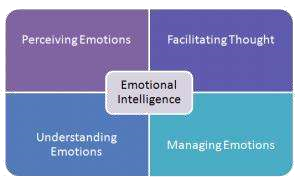 Perceiving Emotions
Facilitating Thought
Emotional
Intelligence
Understanding
Emotions
Managing Emotions